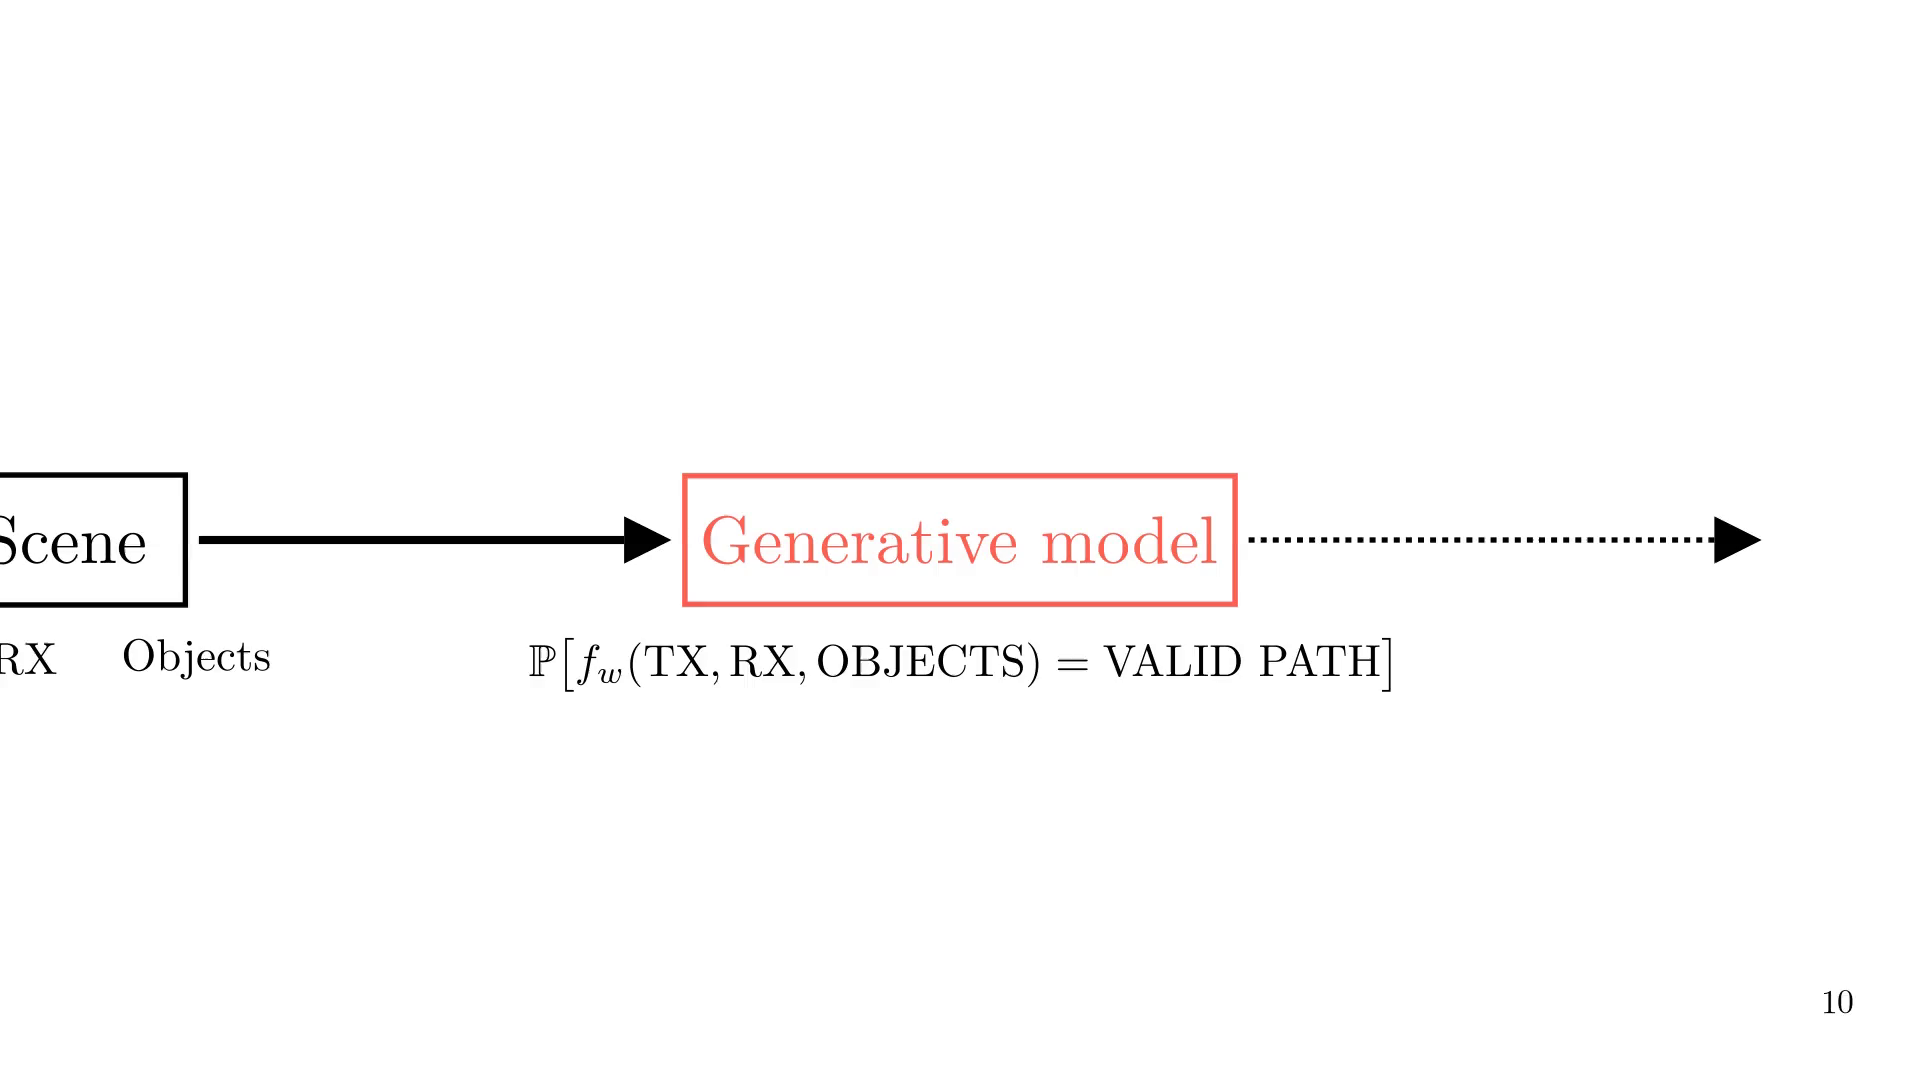 Scene
Generative model
RX Objects
ℙ[f_w(TX, RX, OBJECTS) = VALID PATH]
10